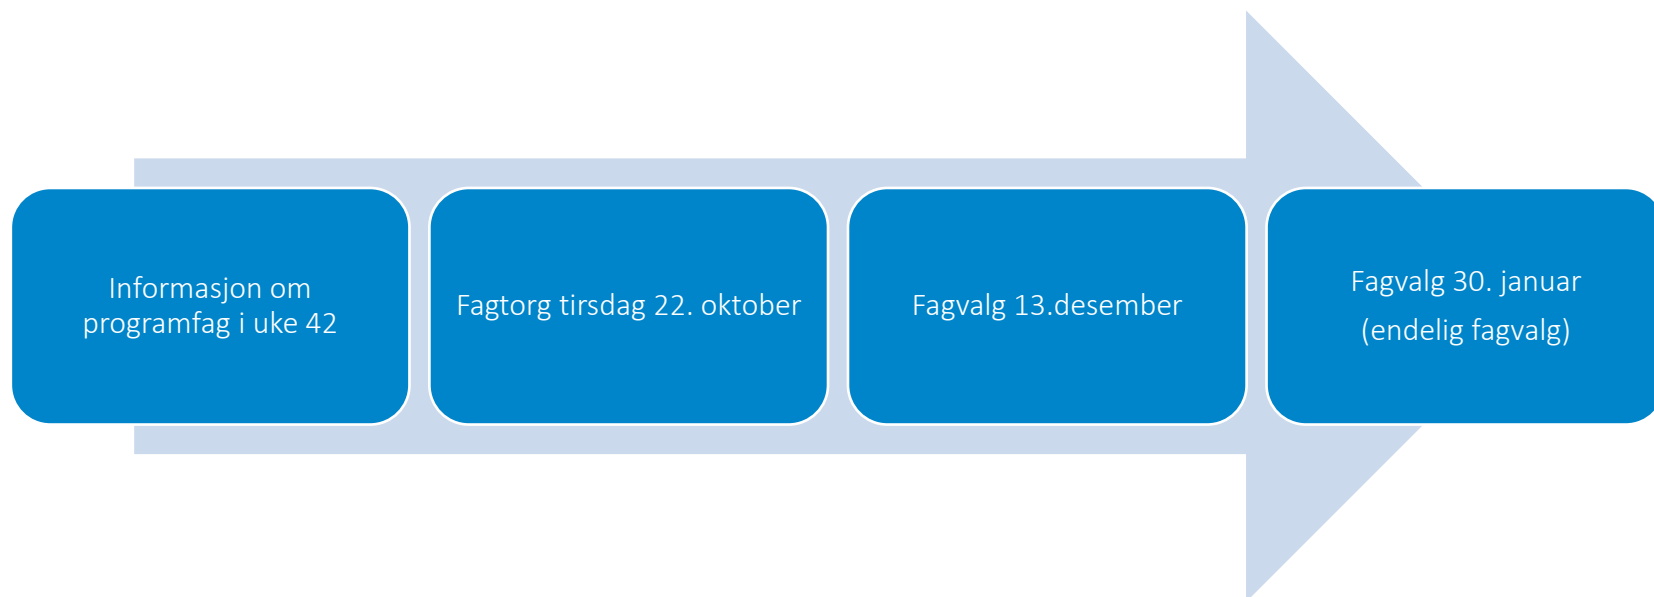 Informasjon om
programfag i uke 42
Fagtorg tirsdag 22. oktober
Fagvalg 13.desember
Fagvalg 30. januar
(endelig fagvalg)